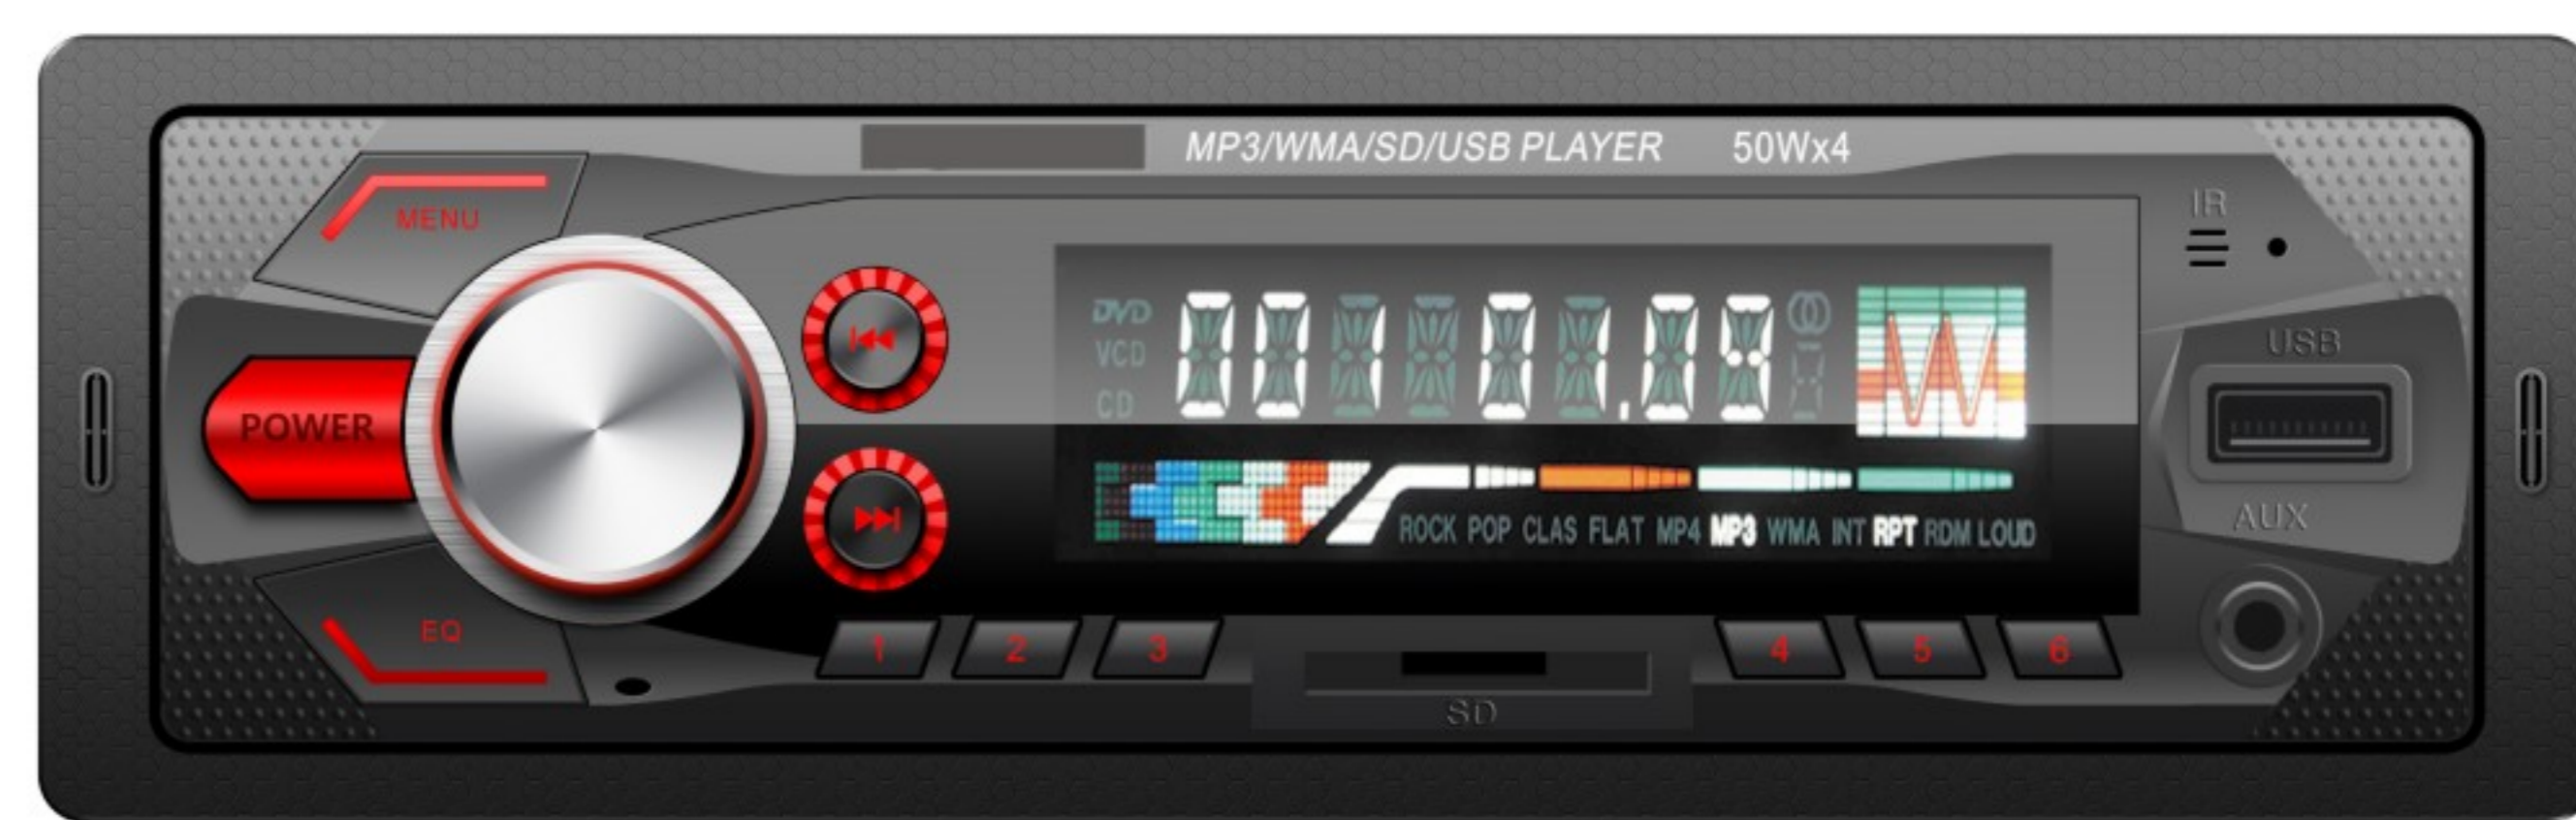 MP3/WMA/SD/USB PLAYER 50Wx4
MENU
IR
DVD
VCD
CD
USB
POWER
AUX
ROCK POP CLAS FLAT MP4 MP3 WMA INT RPT RDM LOUD
EQ
1 2 3 4 5 6
SD